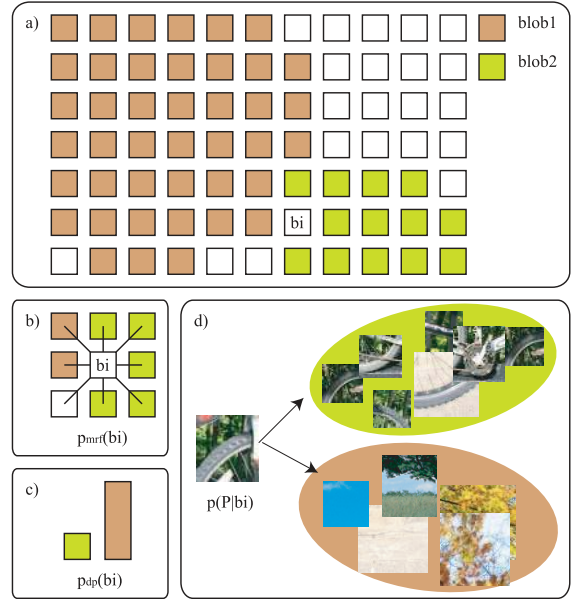 a)
blob1
blob2
bi
b)
bi
pmrf(bi)
c)
pdp(bi)
d)
p(P|bi)